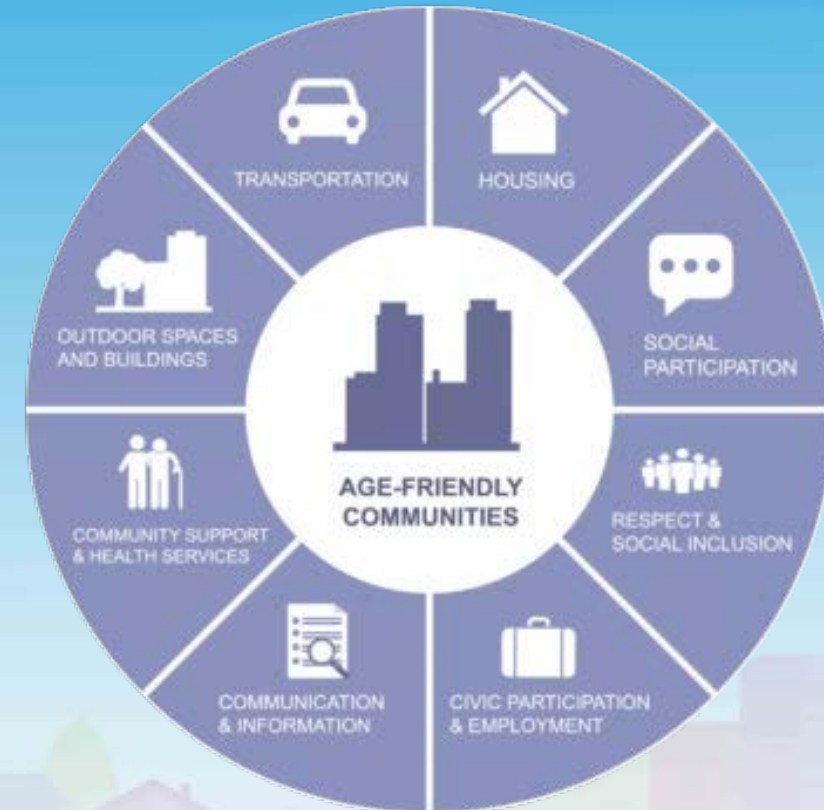 TRANSPORTATION
HOUSING
SOCIAL
PARTICIPATION
RESPECT &
SOCIAL INCLUSION
CIVIC PARTICIPATION
& EMPLOYMENT
COMMUNICATION
& INFORMATION
COMMUNITY SUPPORT
& HEALTH SERVICES
OUTDOOR SPACES
AND BUILDINGS
AGE-FRIENDLY
COMMUNITIES